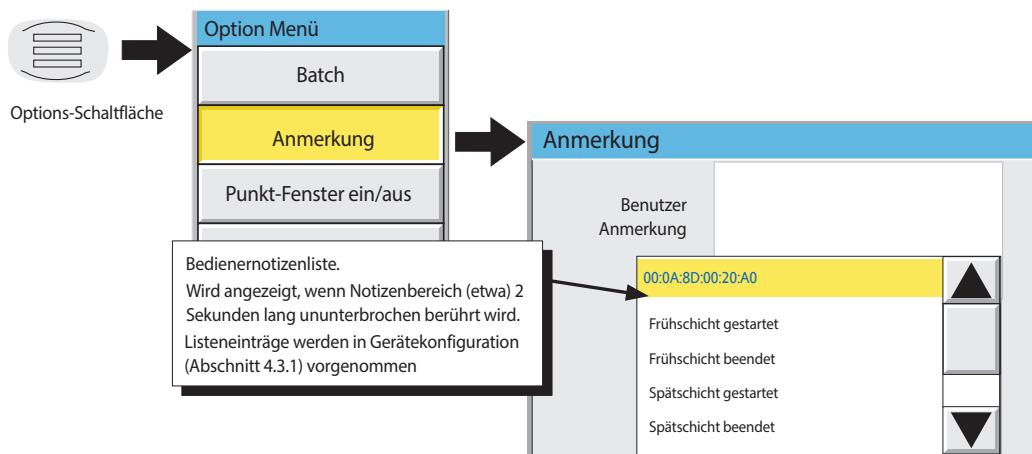 Options-Schaltfläche
Option Menü
Batch
Anmerkung
Punkt-Fenster ein/aus
Bedienernotizenliste.
Wird angezeigt, wenn Notizenbereich (etwa) 2
Sekunden lang ununterbrochen berührt wird.
Listeneinträge werden in Gerätekonfiguration
(Abschnitt 4.3.1) vorgenommen
Anmerkung
Benutzer
Anmerkung
00:0A:8D:00:20:A0
Frühschicht gestartet
Frühschicht beendet
Spätschicht gestartet
Spätschicht beendet